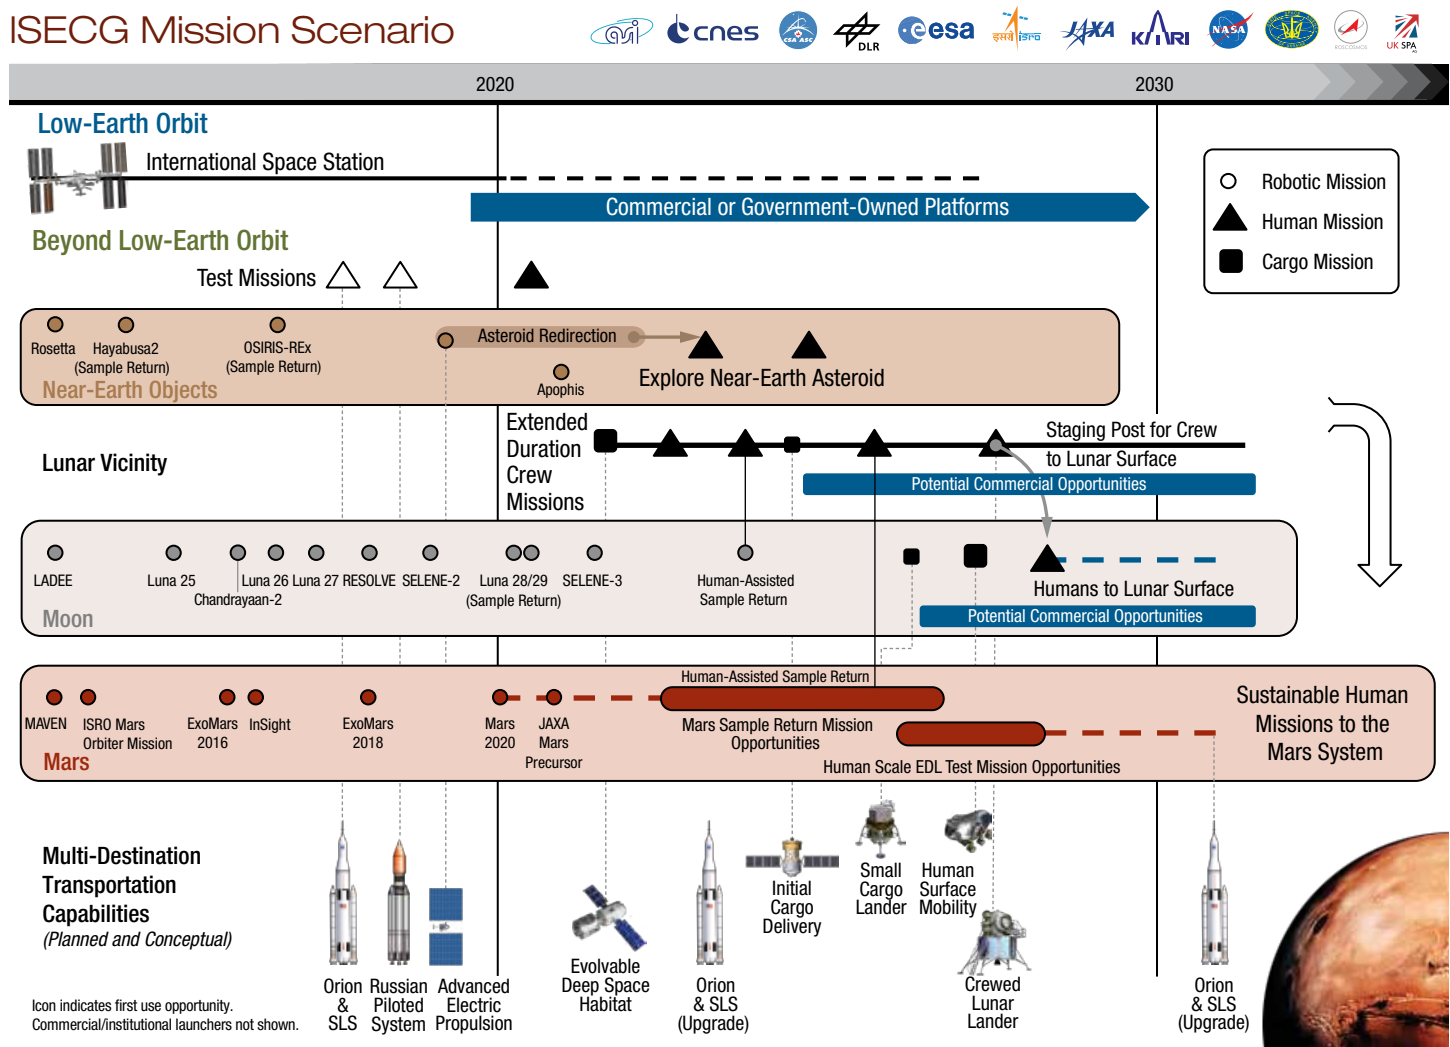 ISECG Mission Scenario
asi
cnes
CSA ASC
DLR
esa
इसरो isro
JAXA
KARI
NASA
ROSCOSMOS
UK SPA
2020
2030
Low-Earth Orbit
International Space Station
Commercial or Government-Owned Platforms
Robotic Mission
Human Mission
Cargo Mission
Beyond Low-Earth Orbit
Test Missions
Rosetta
Hayabusa2
(Sample Return)
OSIRIS-REx
(Sample Return)
Asteroid Redirection
Apophis
Explore Near-Earth Asteroid
Near-Earth Objects
Lunar Vicinity
Extended
Duration
Crew
Missions
Staging Post for Crew
to Lunar Surface
Potential Commercial Opportunities
LADEE
Luna 25
Chandrayaan-2
Luna 26
Luna 27
RESOLVE
SELENE-2
Luna 28/29
(Sample Return)
SELENE-3
Human-Assisted
Sample Return
Humans to Lunar Surface
Potential Commercial Opportunities
Moon
MAVEN
ISRO Mars
Orbiter Mission
ExoMars
2016
InSight
ExoMars
2018
Mars
2020
JAXA
Mars
Precursor
Human-Assisted Sample Return
Mars Sample Return Mission
Opportunities
Human Scale EDL Test Mission Opportunities
Sustainable Human
Missions to the
Mars System
Mars
Multi-Destination
Transportation
Capabilities
(Planned and Conceptual)
Icon indicates first use opportunity.
Commercial/institutional launchers not shown.
Orion
&
SLS
Russian
Piloted
System
Advanced
Electric
Propulsion
Evolvable
Deep Space
Habitat
Orion
& SLS
(Upgrade)
Initial
Cargo
Delivery
Small
Cargo
Lander
Human
Surface
Mobility
Crewed
Lunar
Lander
Orion
& SLS
(Upgrade)